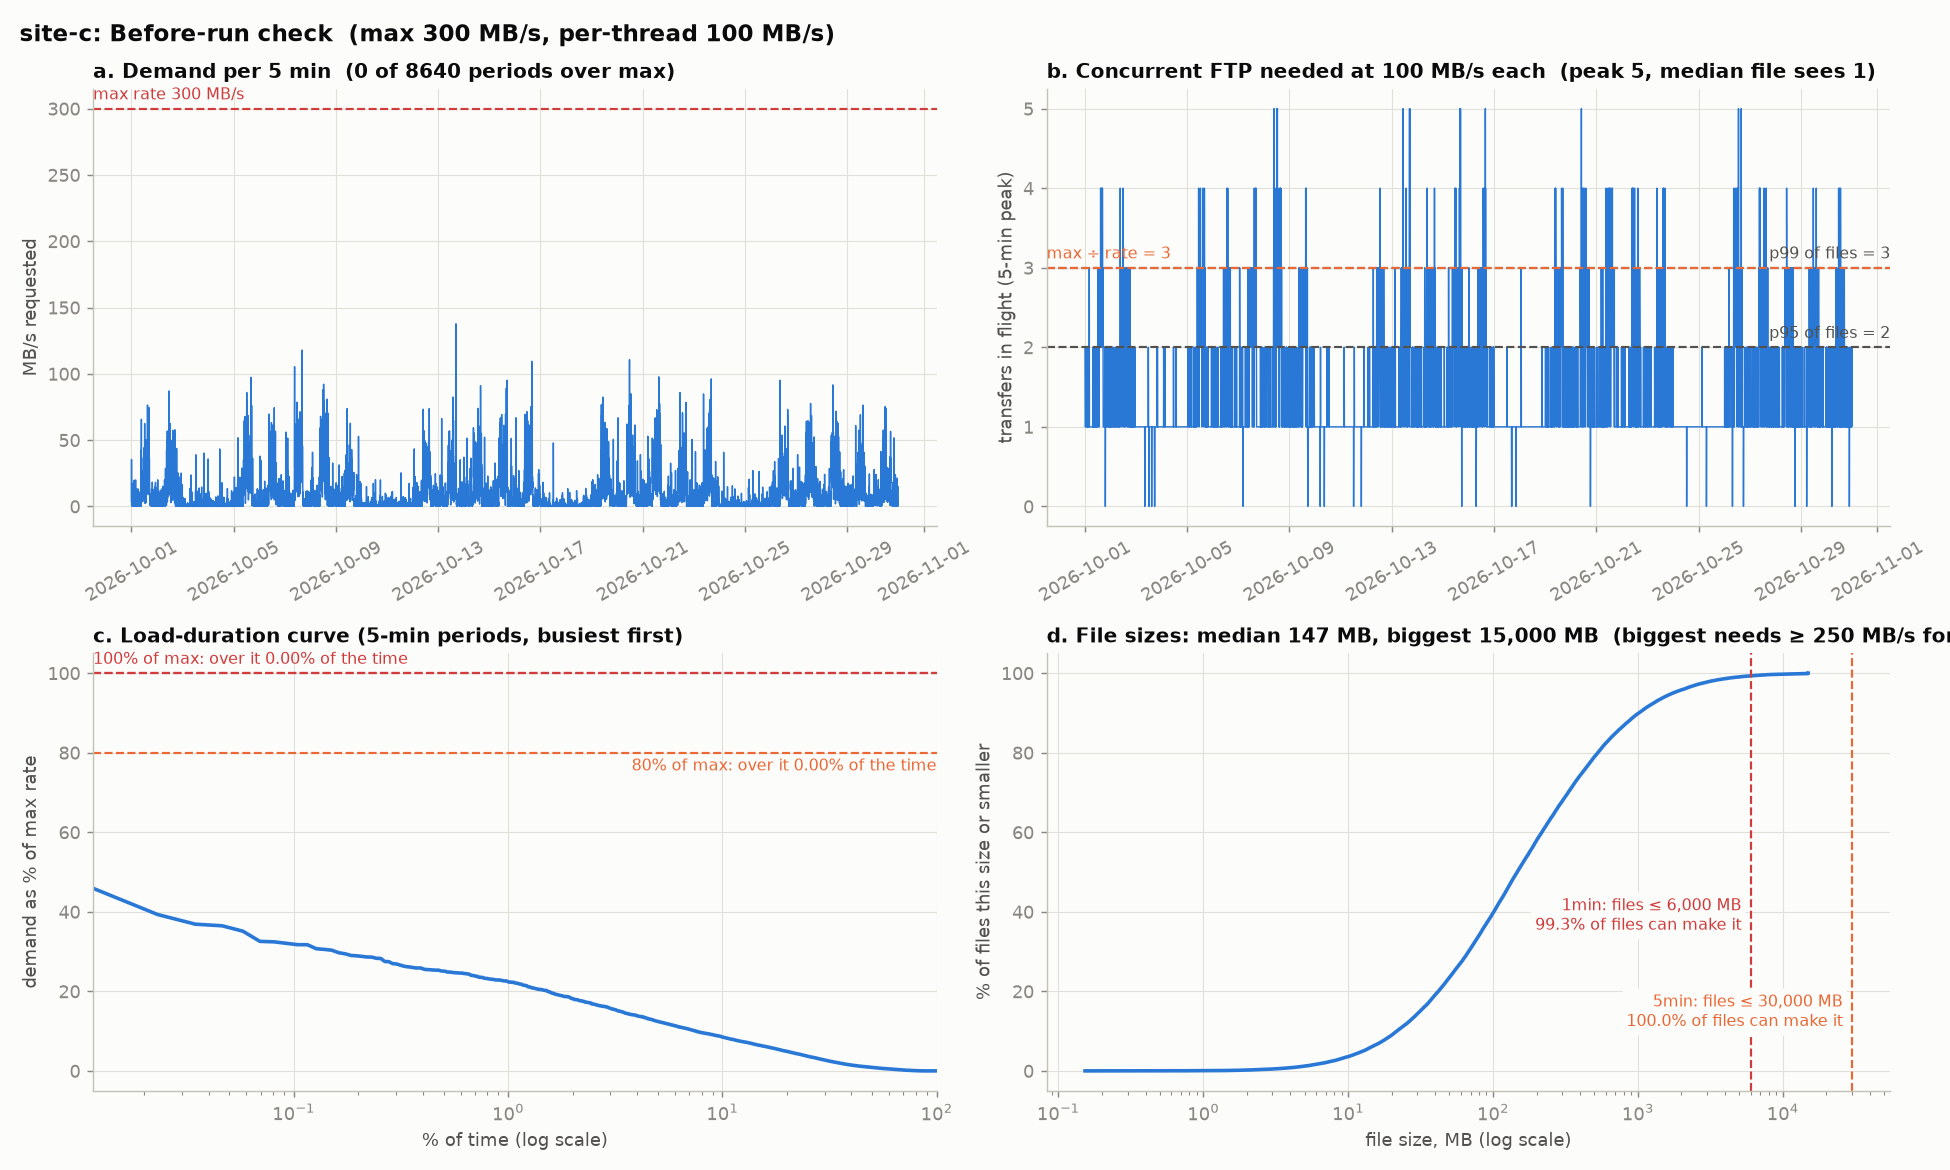 site-c: Before-run check  (max 300 MB/s, per-thread 100 MB/s)
a. Demand per 5 min  (0 of 8640 periods over max)
max rate 300 MB/s
300
250
200
150
100
50
0
MB/s requested
2026-10-01
2026-10-05
2026-10-09
2026-10-13
2026-10-17
2026-10-21
2026-10-25
2026-10-29
2026-11-01
b. Concurrent FTP needed at 100 MB/s each  (peak 5, median file sees 1)
max ÷ rate = 3
p99 of files = 3
p95 of files = 2
5
4
3
2
1
0
transfers in flight (5-min peak)
2026-10-01
2026-10-05
2026-10-09
2026-10-13
2026-10-17
2026-10-21
2026-10-25
2026-10-29
2026-11-01
c. Load-duration curve (5-min periods, busiest first)
100% of max: over it 0.00% of the time
80% of max: over it 0.00% of the time
100
80
60
40
20
0
demand as % of max rate
10⁻¹
10⁰
10¹
10²
% of time (log scale)
d. File sizes: median 147 MB, biggest 15,000 MB  (biggest needs ≥ 250 MB/s for
1min: files ≤ 6,000 MB
99.3% of files can make it
5min: files ≤ 30,000 MB
100.0% of files can make it
100
80
60
40
20
0
% of files this size or smaller
10⁻¹
10⁰
10¹
10²
10³
10⁴
file size, MB (log scale)